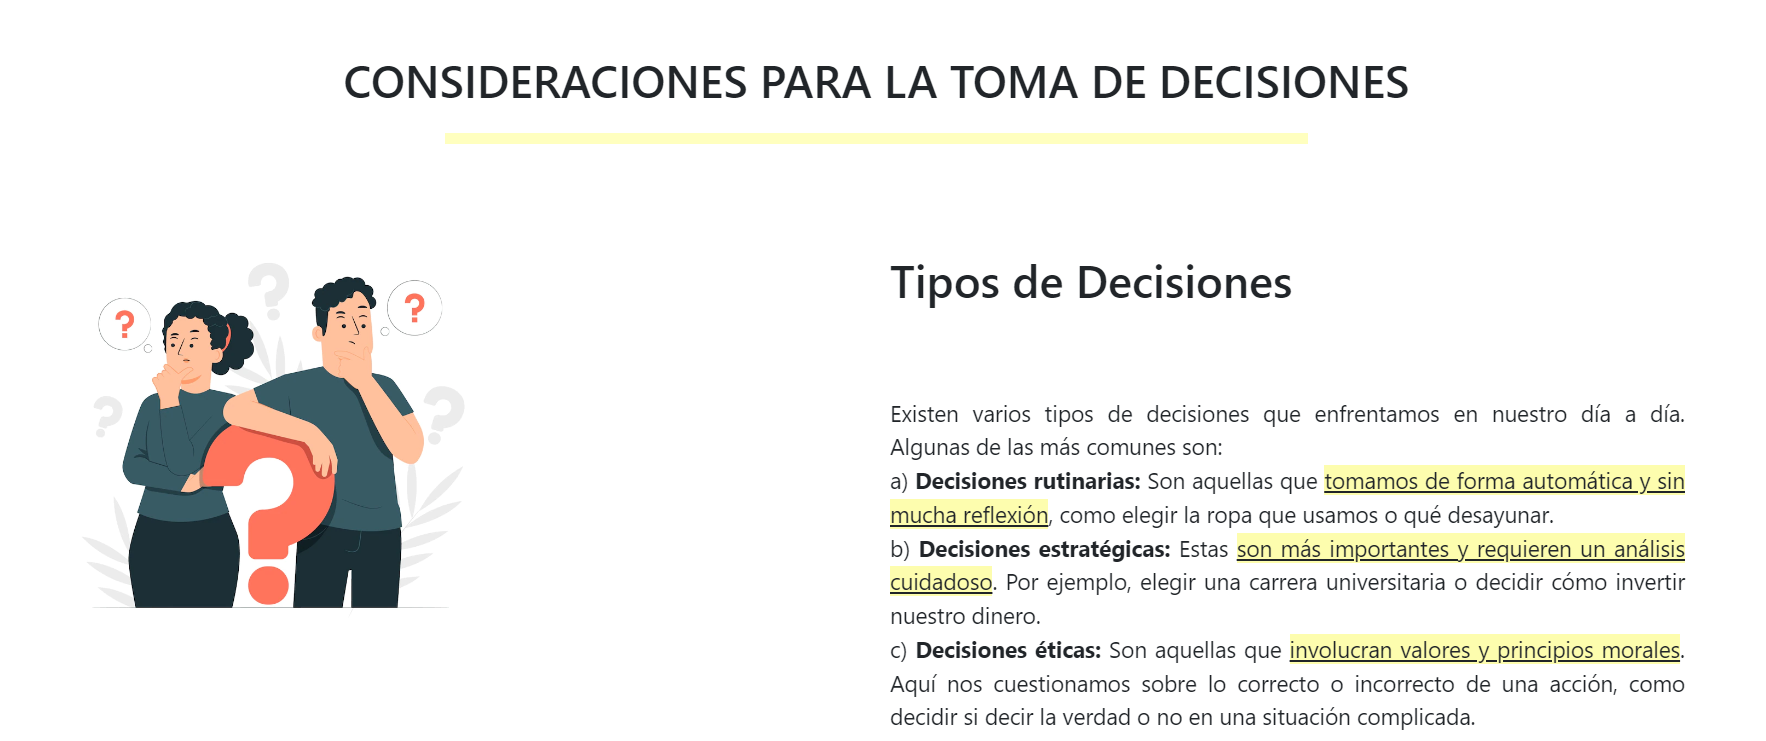 CONSIDERACIONES PARA LA TOMA DE DECISIONES
? ? ? ? ? ? ?
Tipos de Decisiones
Existen varios tipos de decisiones que enfrentamos en nuestro día a día.
Algunas de las más comunes son:
a) Decisiones rutinarias: Son aquellas que tomamos de forma automática y sin
mucha reflexión, como elegir la ropa que usamos o qué desayunar.
b) Decisiones estratégicas: Estas son más importantes y requieren un análisis
cuidadoso. Por ejemplo, elegir una carrera universitaria o decidir cómo invertir
nuestro dinero.
c) Decisiones éticas: Son aquellas que involucran valores y principios morales.
Aquí nos cuestionamos sobre lo correcto o incorrecto de una acción, como
decidir si decir la verdad o no en una situación complicada.